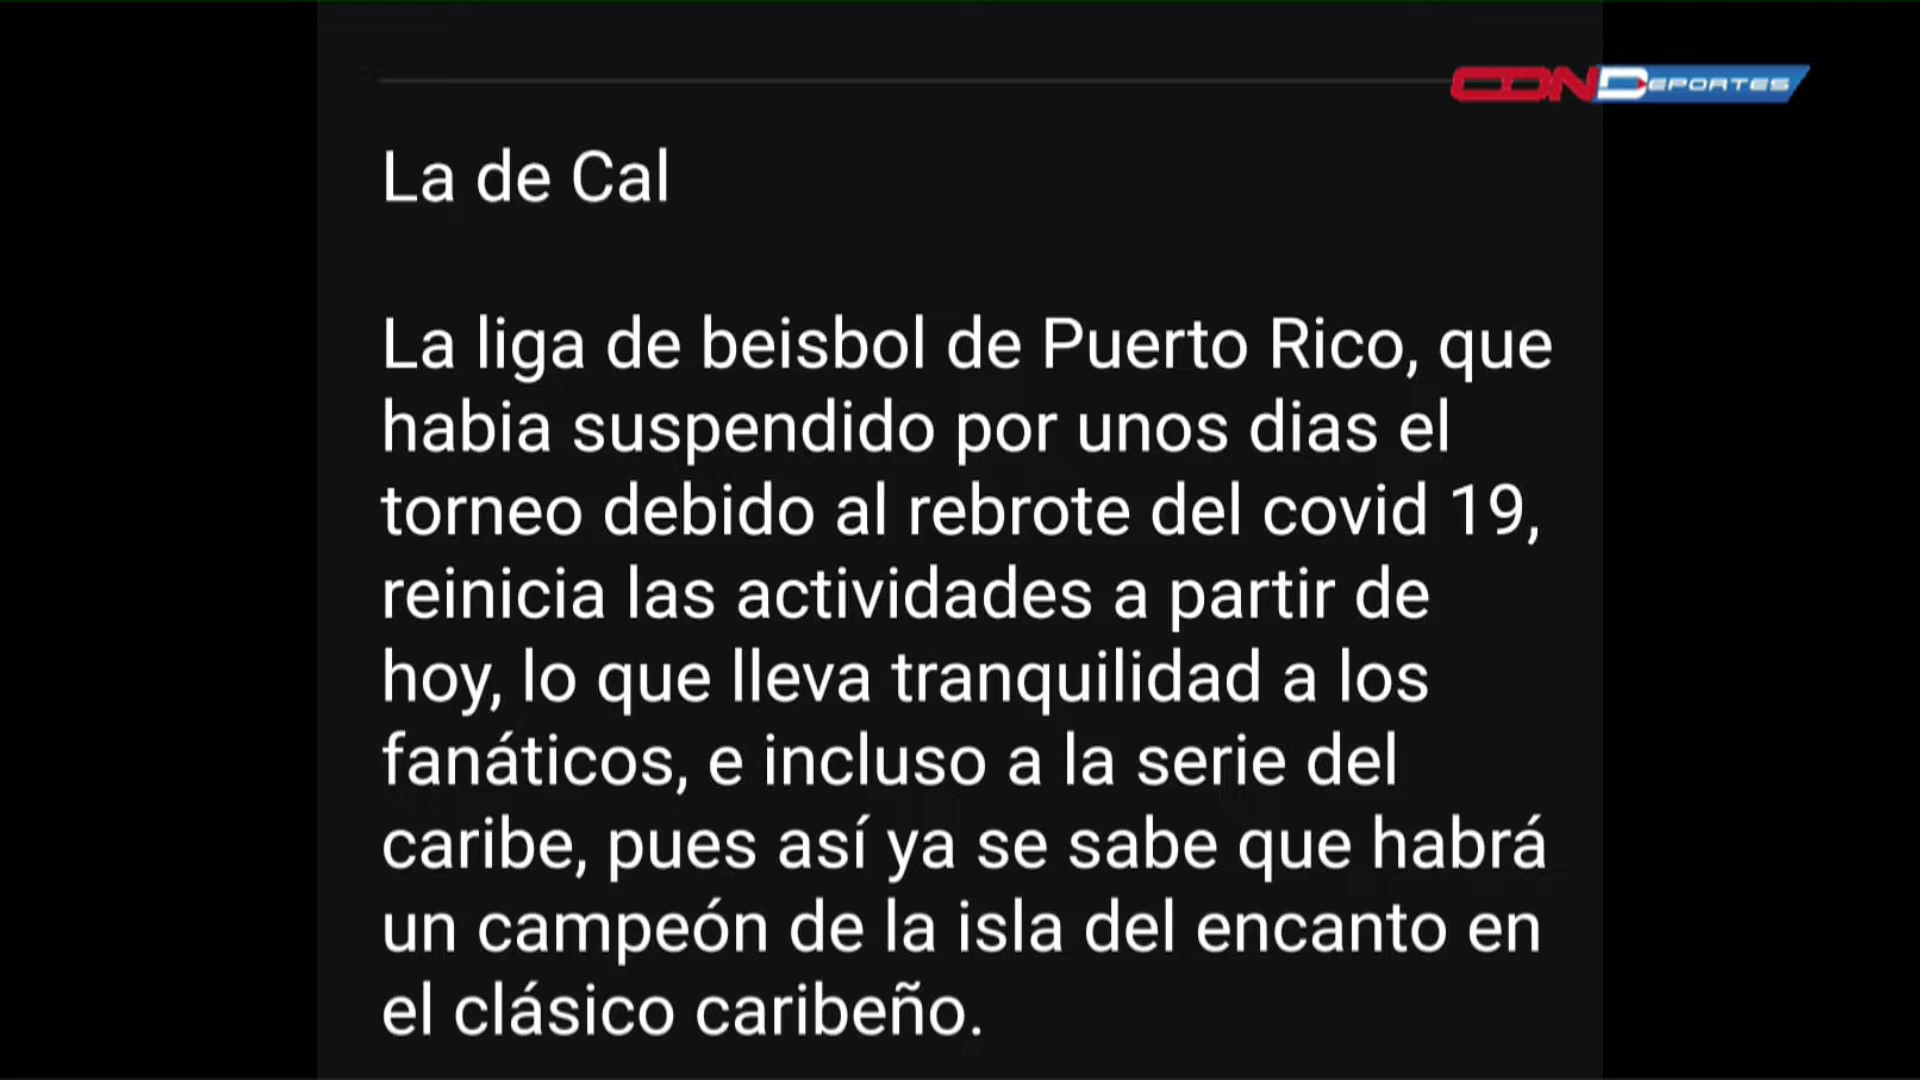 CDN DEPORTES
La de Cal
La liga de beisbol de Puerto Rico, que
habia suspendido por unos dias el
torneo debido al rebrote del covid 19,
reinicia las actividades a partir de
hoy, lo que lleva tranquilidad a los
fanáticos, e incluso a la serie del
caribe, pues así ya se sabe que habrá
un campeón de la isla del encanto en
el clásico caribeño.